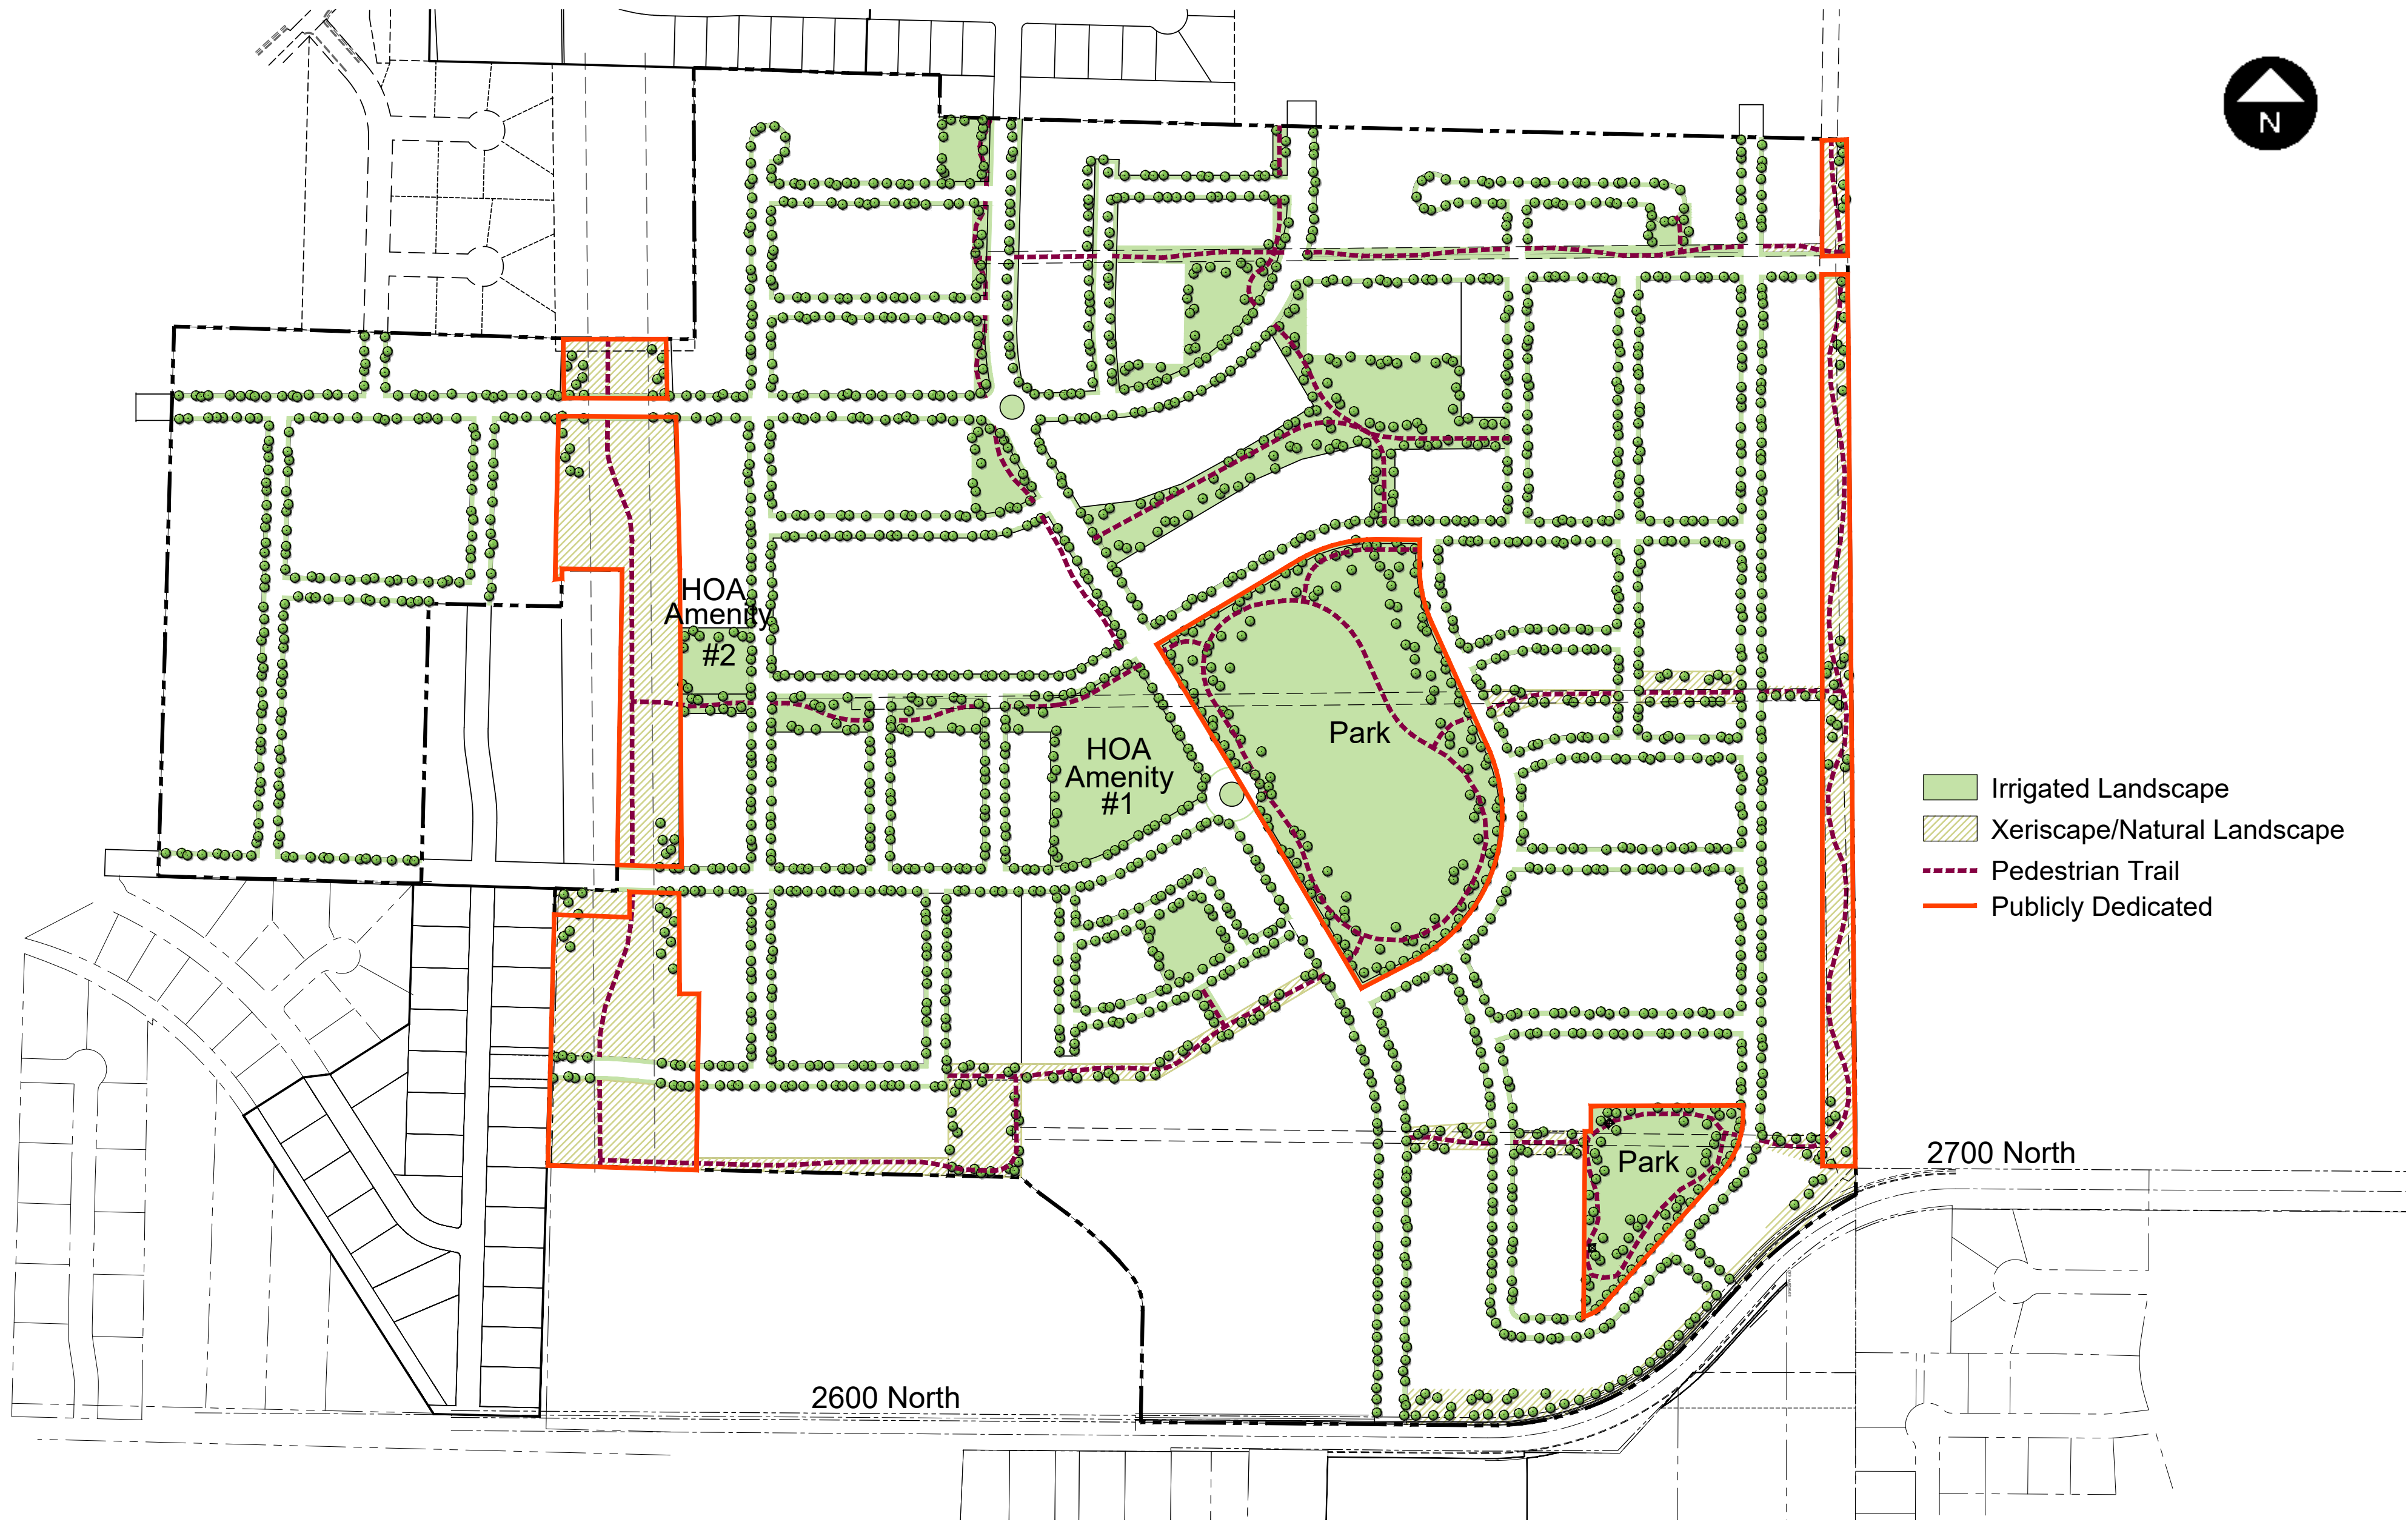 N
HOA
Amenity
#2
HOA
Amenity
#1
Park
Irrigated Landscape
Xeriscape/Natural Landscape
Pedestrian Trail
Publicly Dedicated
Park
2700 North
2600 North